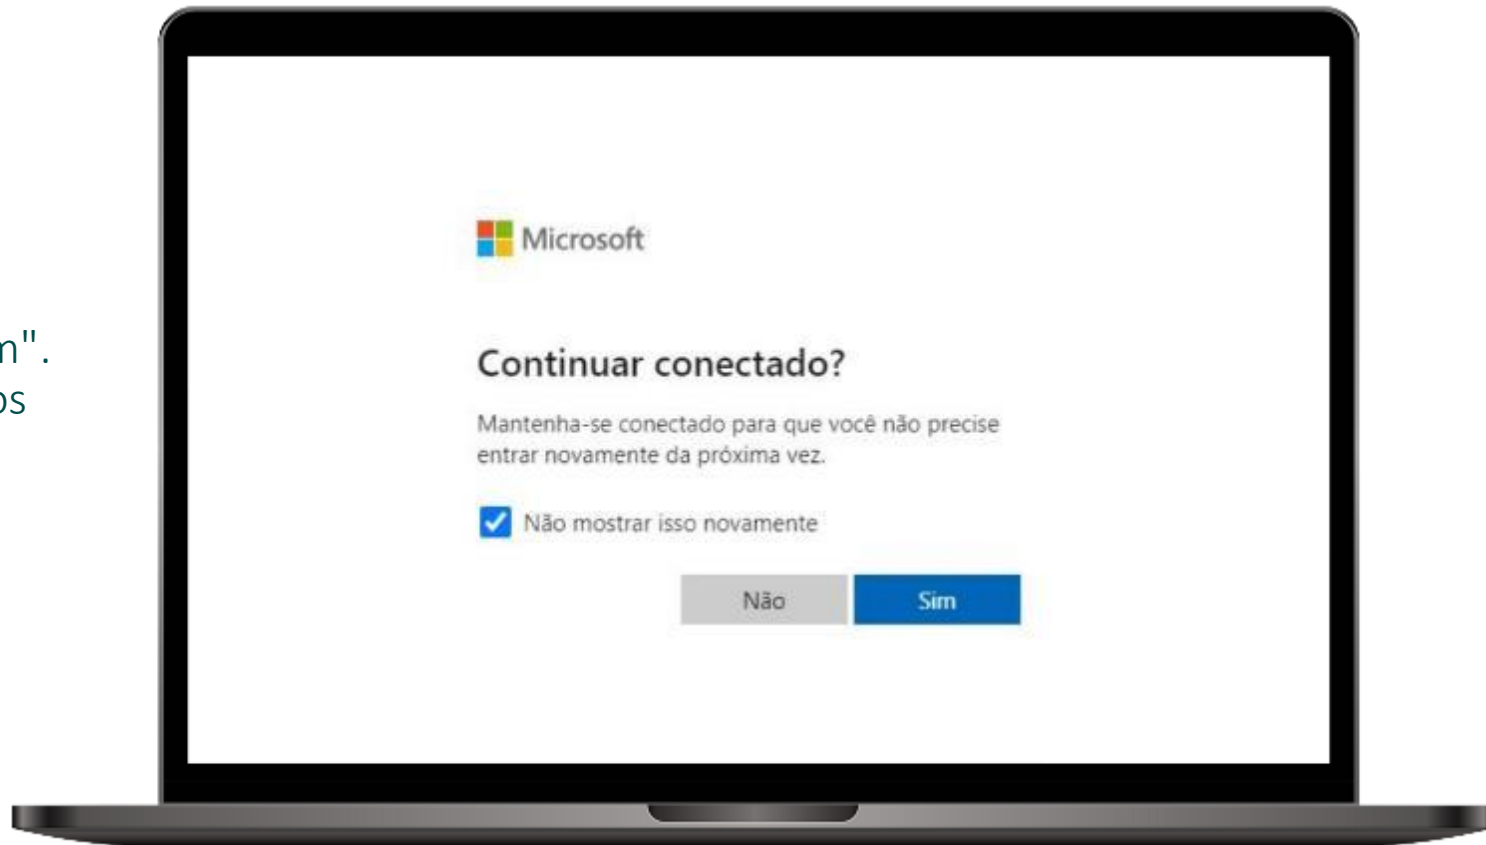 Microsoft
Continuar conectado?
Mantenha-se conectado para que você não precise
entrar novamente da próxima vez.
Não mostrar isso novamente
Não Sim